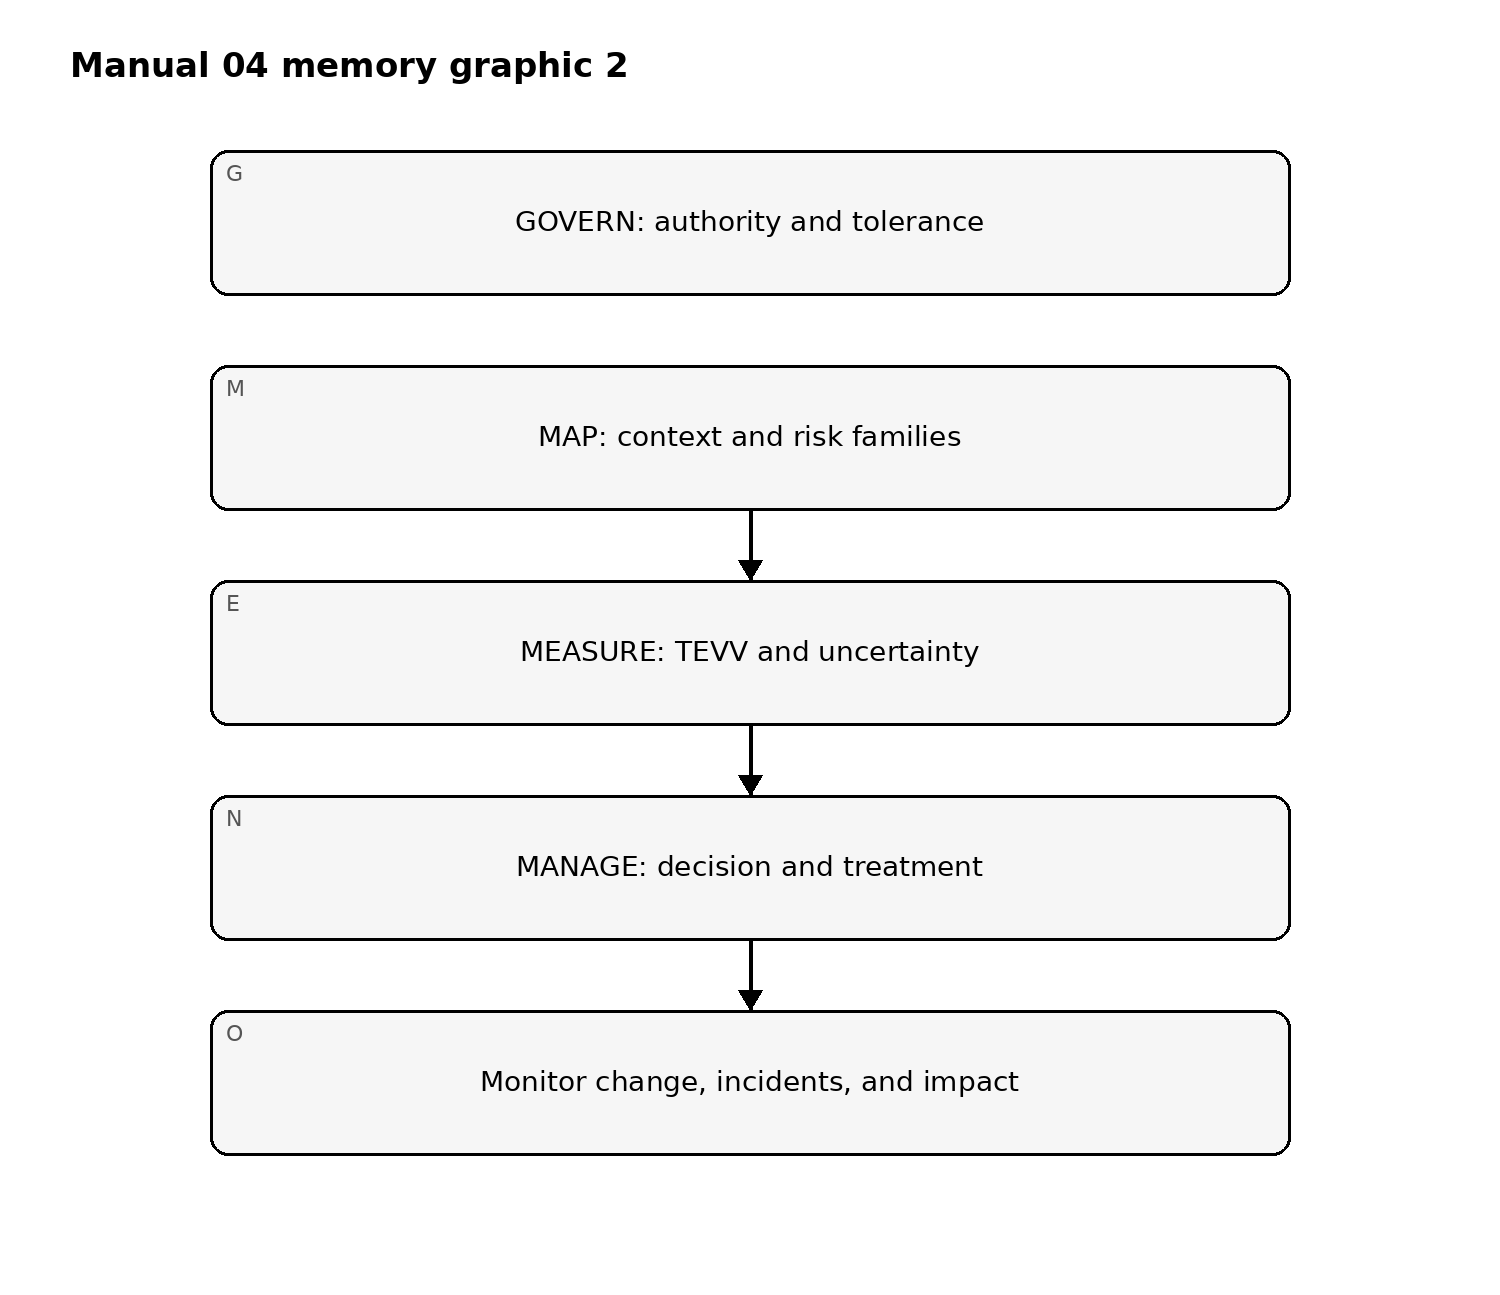 Manual 04 memory graphic 2
G
GOVERN: authority and tolerance
M
MAP: context and risk families
E
MEASURE: TEVV and uncertainty
N
MANAGE: decision and treatment
O
Monitor change, incidents, and impact